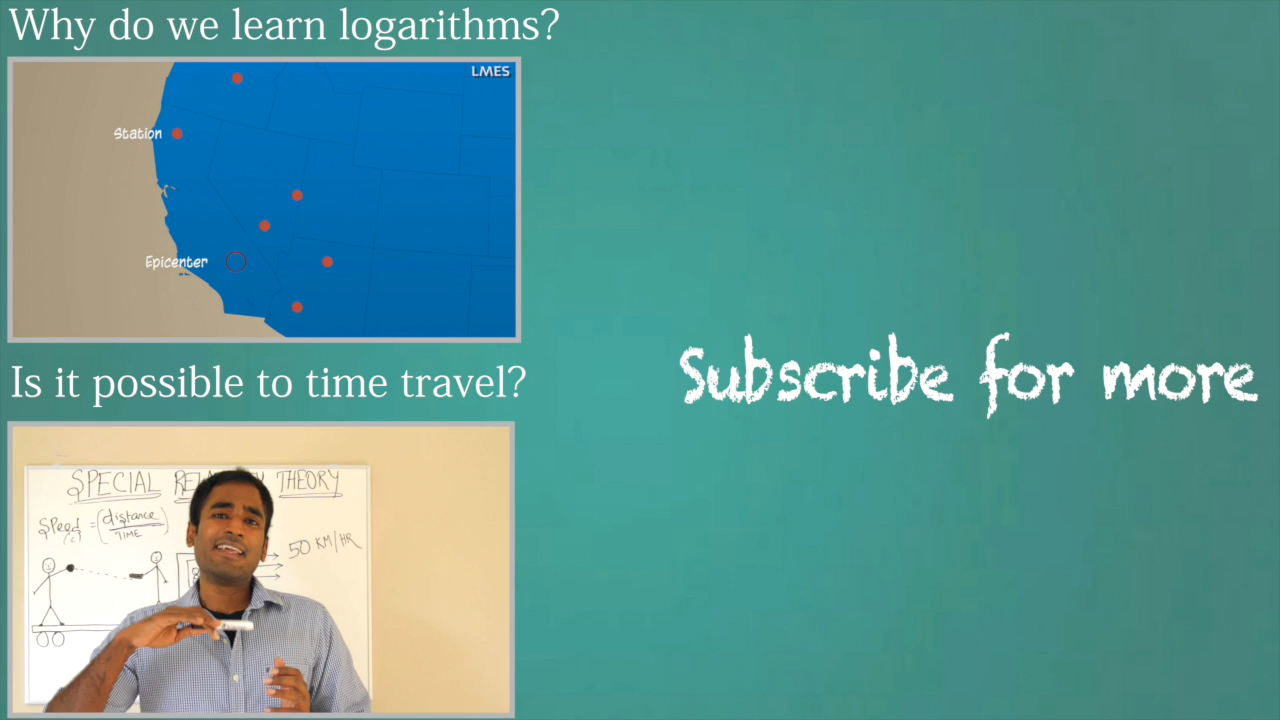 Why do we learn logarithms?
LMES
Station
Epicenter
Is it possible to time travel?
SPECIAL THEORY
Speed (c) = (distance / TIME)
50 KM/HR
Subscribe for more